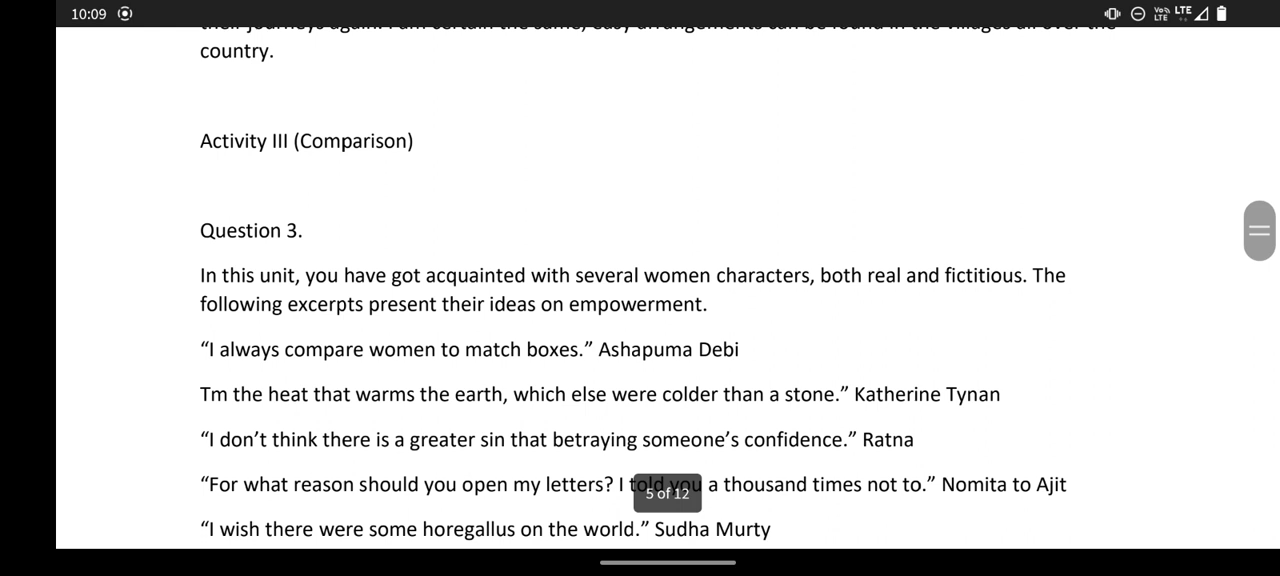 10:09
Vo)) LTE LTE
country.
Activity III (Comparison)
Question 3.
In this unit, you have got acquainted with several women characters, both real and fictitious. The
following excerpts present their ideas on empowerment.
“I always compare women to match boxes.” Ashapuma Debi
Tm the heat that warms the earth, which else were colder than a stone.” Katherine Tynan
“I don’t think there is a greater sin that betraying someone’s confidence.” Ratna
“For what reason should you open my letters? I told you a thousand times not to.” Nomita to Ajit
5 of 12
“I wish there were some horegallus on the world.” Sudha Murty